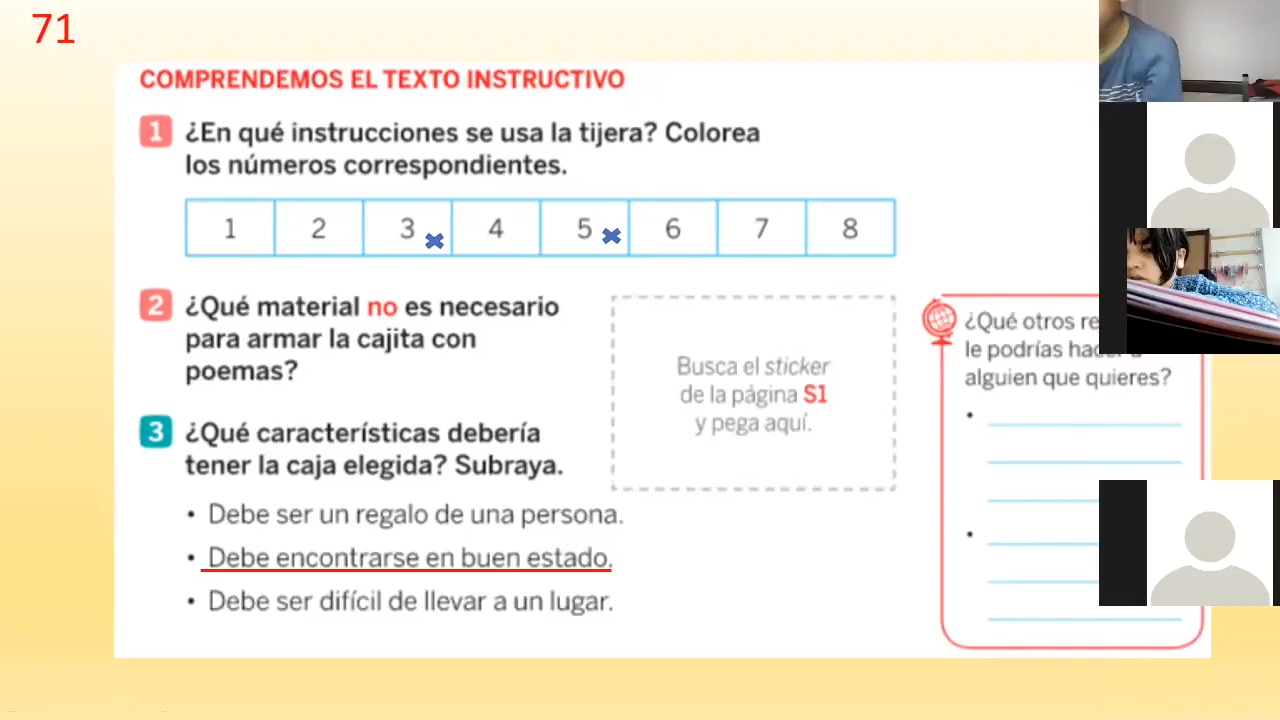 71
COMPRENDEMOS EL TEXTO INSTRUCTIVO
1 ¿En qué instrucciones se usa la tijera? Colorea
los números correspondientes.
1 2 3 4 5 6 7 8
2 ¿Qué material no es necesario
para armar la cajita con
poemas?
Busca el sticker
de la página S1
y pega aquí.
3 ¿Qué características debería
tener la caja elegida? Subraya.
• Debe ser un regalo de una persona.
• Debe encontrarse en buen estado.
• Debe ser difícil de llevar a un lugar.
¿Qué otros
le podrías
alguien que quieres?